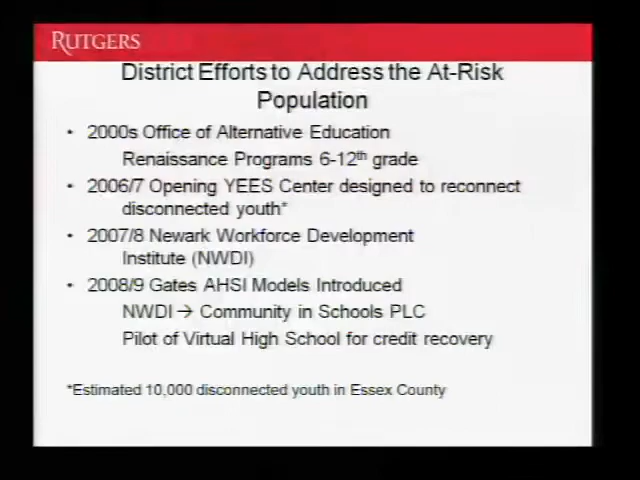 RUTGERS
District Efforts to Address the At-Risk
Population
• 2000s Office of Alternative Education
Renaissance Programs 6-12th grade
• 2006/7 Opening YEES Center designed to reconnect
disconnected youth*
• 2007/8 Newark Workforce Development
Institute (NWDI)
• 2008/9 Gates AHSI Models Introduced
NWDI → Community in Schools PLC
Pilot of Virtual High School for credit recovery
*Estimated 10,000 disconnected youth in Essex County